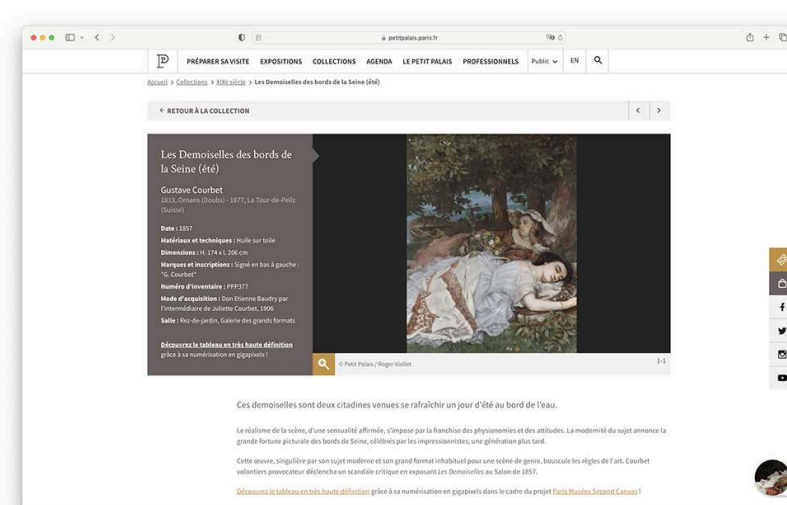 petitpalais.paris.fr
PRÉPARER SA VISITE EXPOSITIONS COLLECTIONS AGENDA LE PETIT PALAIS PROFESSIONNELS Public EN
Accueil > Collections > XIXe siècle > Les Demoiselles des bords de la Seine (été)
← RETOUR À LA COLLECTION
Les Demoiselles des bords de
la Seine (été)
Gustave Courbet
1819, Ornans (Doubs) - 1877, La Tour-de-Peilz
(Suisse)
Date : 1857
Matériaux et techniques : Huile sur toile
Dimensions : H. 174 x l. 206 cm
Marques et inscriptions : Signé en bas à gauche :
"G. Courbet"
Numéro d'inventaire : PPP377
Mode d'acquisition : Don Etienne Baudry par
l'intermédiaire de Juliette Courbet, 1906
Salle : Rez-de-jardin, Galerie des grands formats
Découvrez le tableau en très haute définition
grâce à sa numérisation en gigapixels !
© Petit Palais / Roger-Viollet
1-1
Ces demoiselles sont deux citadines venues se rafraîchir un jour d'été au bord de l'eau.
Le réalisme de la scène, d'une sensualité affirmée, s'impose par la franchise des physionomies et des attitudes. La modernité du sujet annonce la
grande fortune picturale des bords de Seine, célébrés par les impressionnistes, une génération plus tard.
Cette œuvre, singulière par son sujet moderne et son grand format inhabituel pour une scène de genre, bouscule les règles de l'art. Courbet
volontiers provocateur déclencha un scandale critique en exposant Les Demoiselles au Salon de 1857.
Découvrez le tableau en très haute définition grâce à sa numérisation en gigapixels dans le cadre du projet Paris Musées Second Canvas !